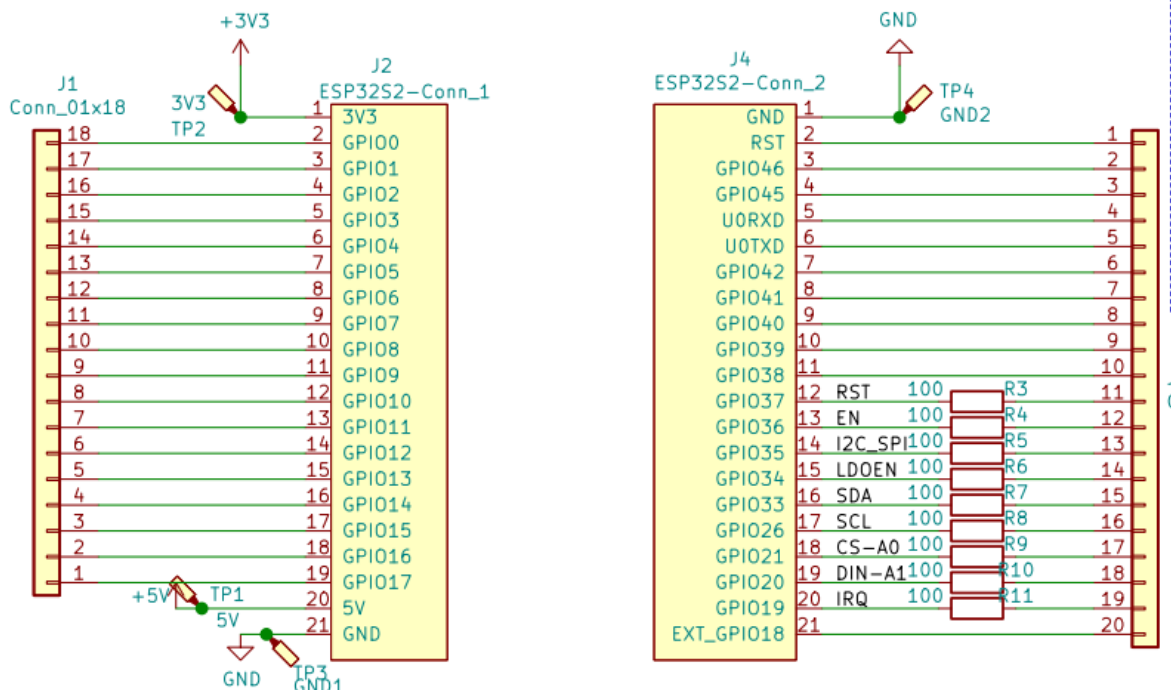 +3V3
J1
Conn_01x18
3V3
TP2
J2
ESP32S2-Conn_1
18 1 3V3
17 2 GPIO0
16 3 GPIO1
15 4 GPIO2
14 5 GPIO3
13 6 GPIO4
12 7 GPIO5
11 8 GPIO6
10 9 GPIO7
9 10 GPIO8
8 11 GPIO9
7 12 GPIO10
6 13 GPIO11
5 14 GPIO12
4 15 GPIO13
3 16 GPIO14
2 17 GPIO15
1 18 GPIO16
19 GPIO17
+5V TP1 20 5V
5V
21 GND
GND
TP3
GND1
GND
J4
ESP32S2-Conn_2
TP4
GND2
GND 1
RST 2 1
GPIO46 3 2
GPIO45 4 3
U0RXD 5 4
U0TXD 6 5
GPIO42 7 6
GPIO41 8 7
GPIO40 9 8
GPIO39 10 9
GPIO38 11 10
GPIO37 12 RST 100 R3 11
GPIO36 13 EN 100 R4 12
GPIO35 14 I2C_SPI 100 R5 13
GPIO34 15 LDOEN 100 R6 14
GPIO33 16 SDA 100 R7 15
GPIO26 17 SCL 100 R8 16
GPIO21 18 CS-A0 100 R9 17
GPIO20 19 DIN-A1 100 R10 18
GPIO19 20 IRQ 100 R11 19
EXT_GPIO18 21 20